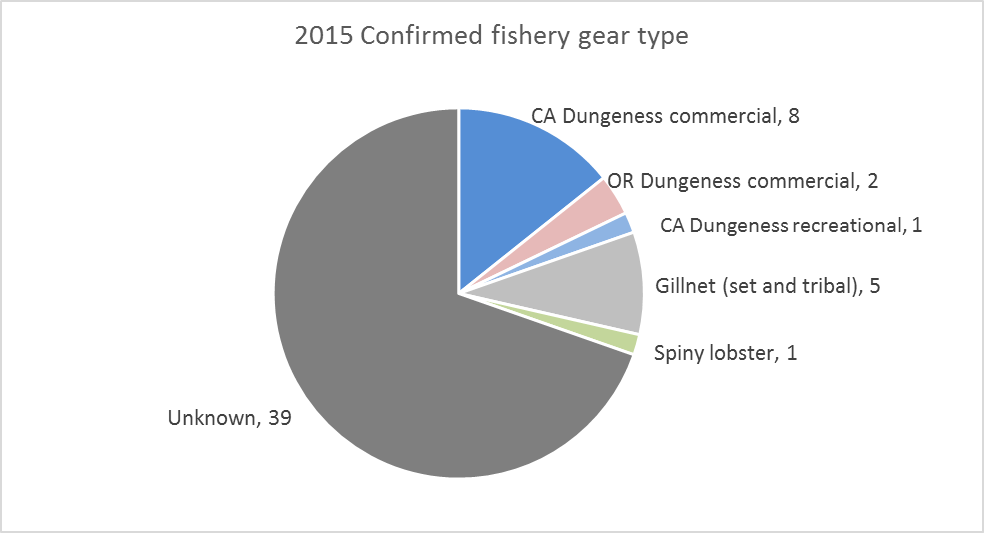 2015 Confirmed fishery gear type
CA Dungeness commercial, 8
OR Dungeness commercial, 2
CA Dungeness recreational, 1
Gillnet (set and tribal), 5
Spiny lobster, 1
Unknown, 39